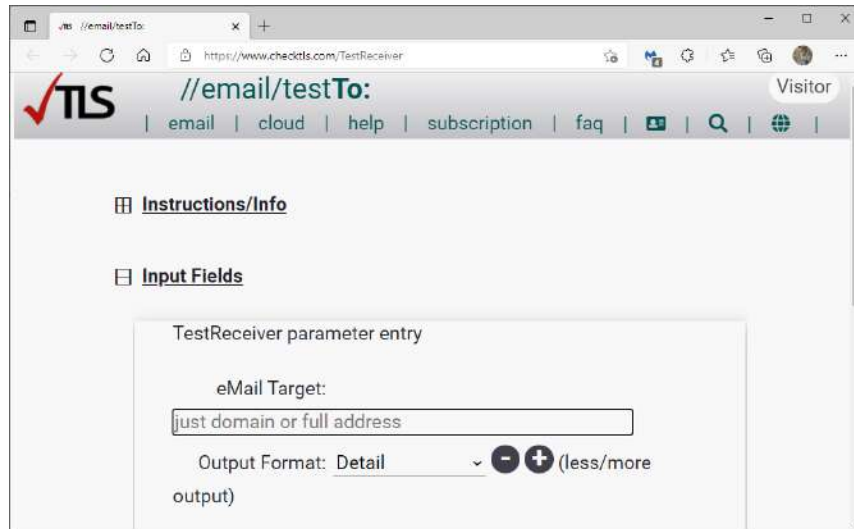 //email/testTo:
https://www.checktls.com/TestReceiver
TLS
//email/testTo:
Visitor
| email | cloud | help | subscription | faq | | | |
Instructions/Info
Input Fields
TestReceiver parameter entry
eMail Target:
just domain or full address
Output Format: Detail - + (less/more
output)